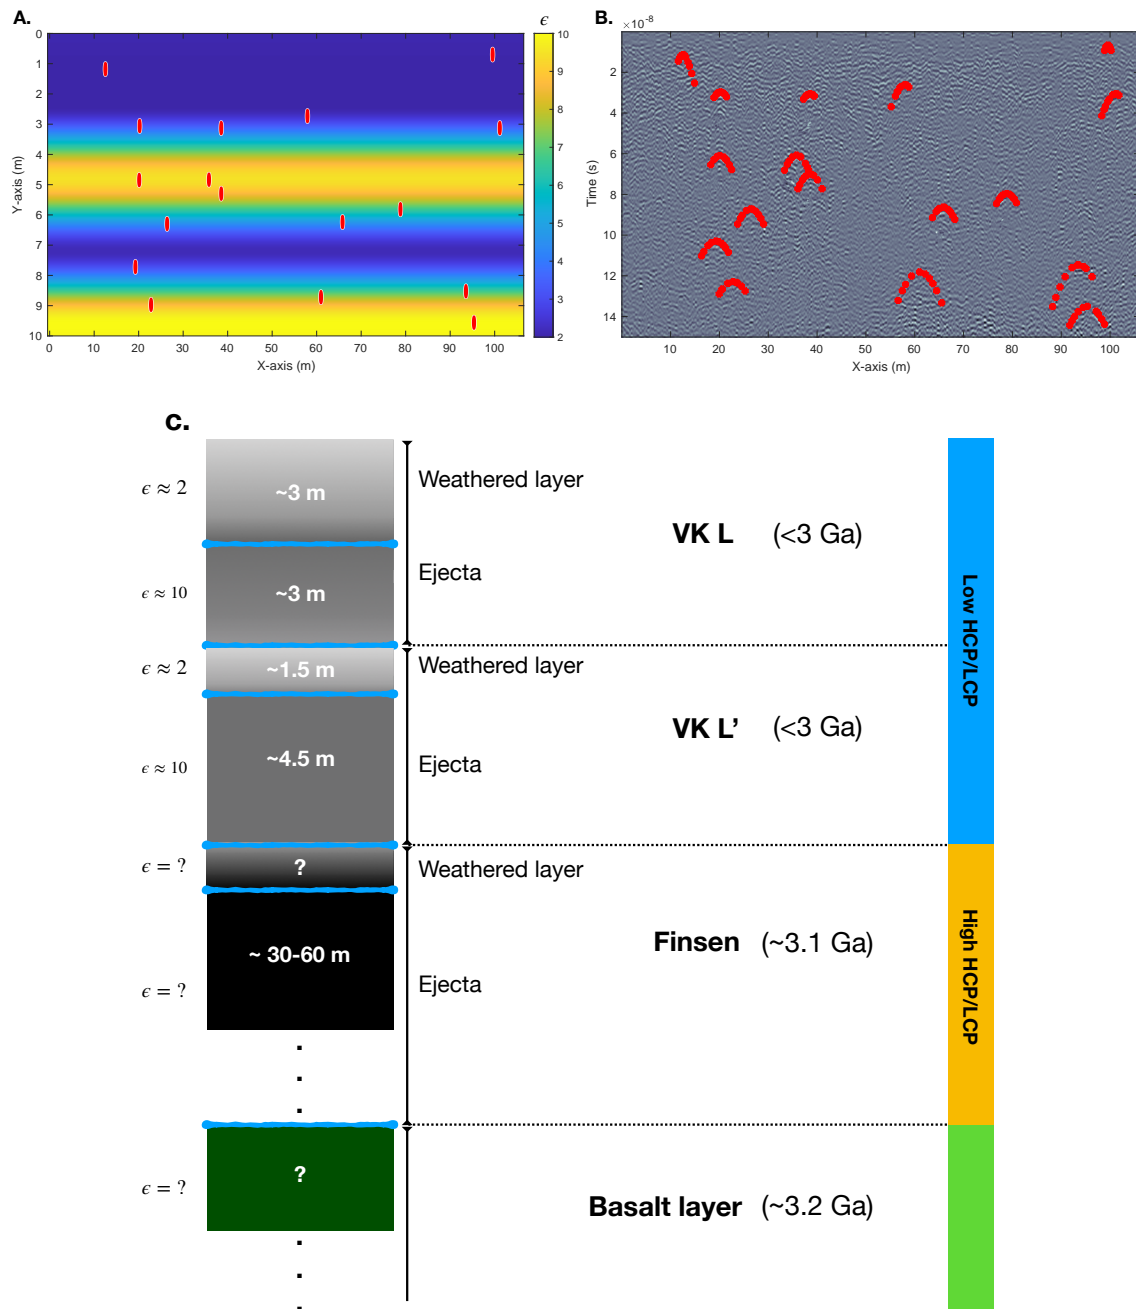 A.
ϵ
0
1
2
3
4
5
6
7
8
9
10
Y-axis (m)
0 10 20 30 40 50 60 70 80 90 100
X-axis (m)
10
9
8
7
6
5
4
3
2
B.
×10⁻⁸
2
4
6
8
10
12
14
Time (s)
10 20 30 40 50 60 70 80 90 100
X-axis (m)
C.
ϵ ≈ 2
~3 m
Weathered layer
VK L (<3 Ga)
ϵ ≈ 10
~3 m
Ejecta
Low HCP/LCP
ϵ ≈ 2
~1.5 m
Weathered layer
VK L’ (<3 Ga)
ϵ ≈ 10
~4.5 m
Ejecta
ϵ = ?
?
Weathered layer
Finsen (~3.1 Ga)
High HCP/LCP
~ 30-60 m
ϵ = ?
Ejecta
ϵ = ?
?
Basalt layer (~3.2 Ga)